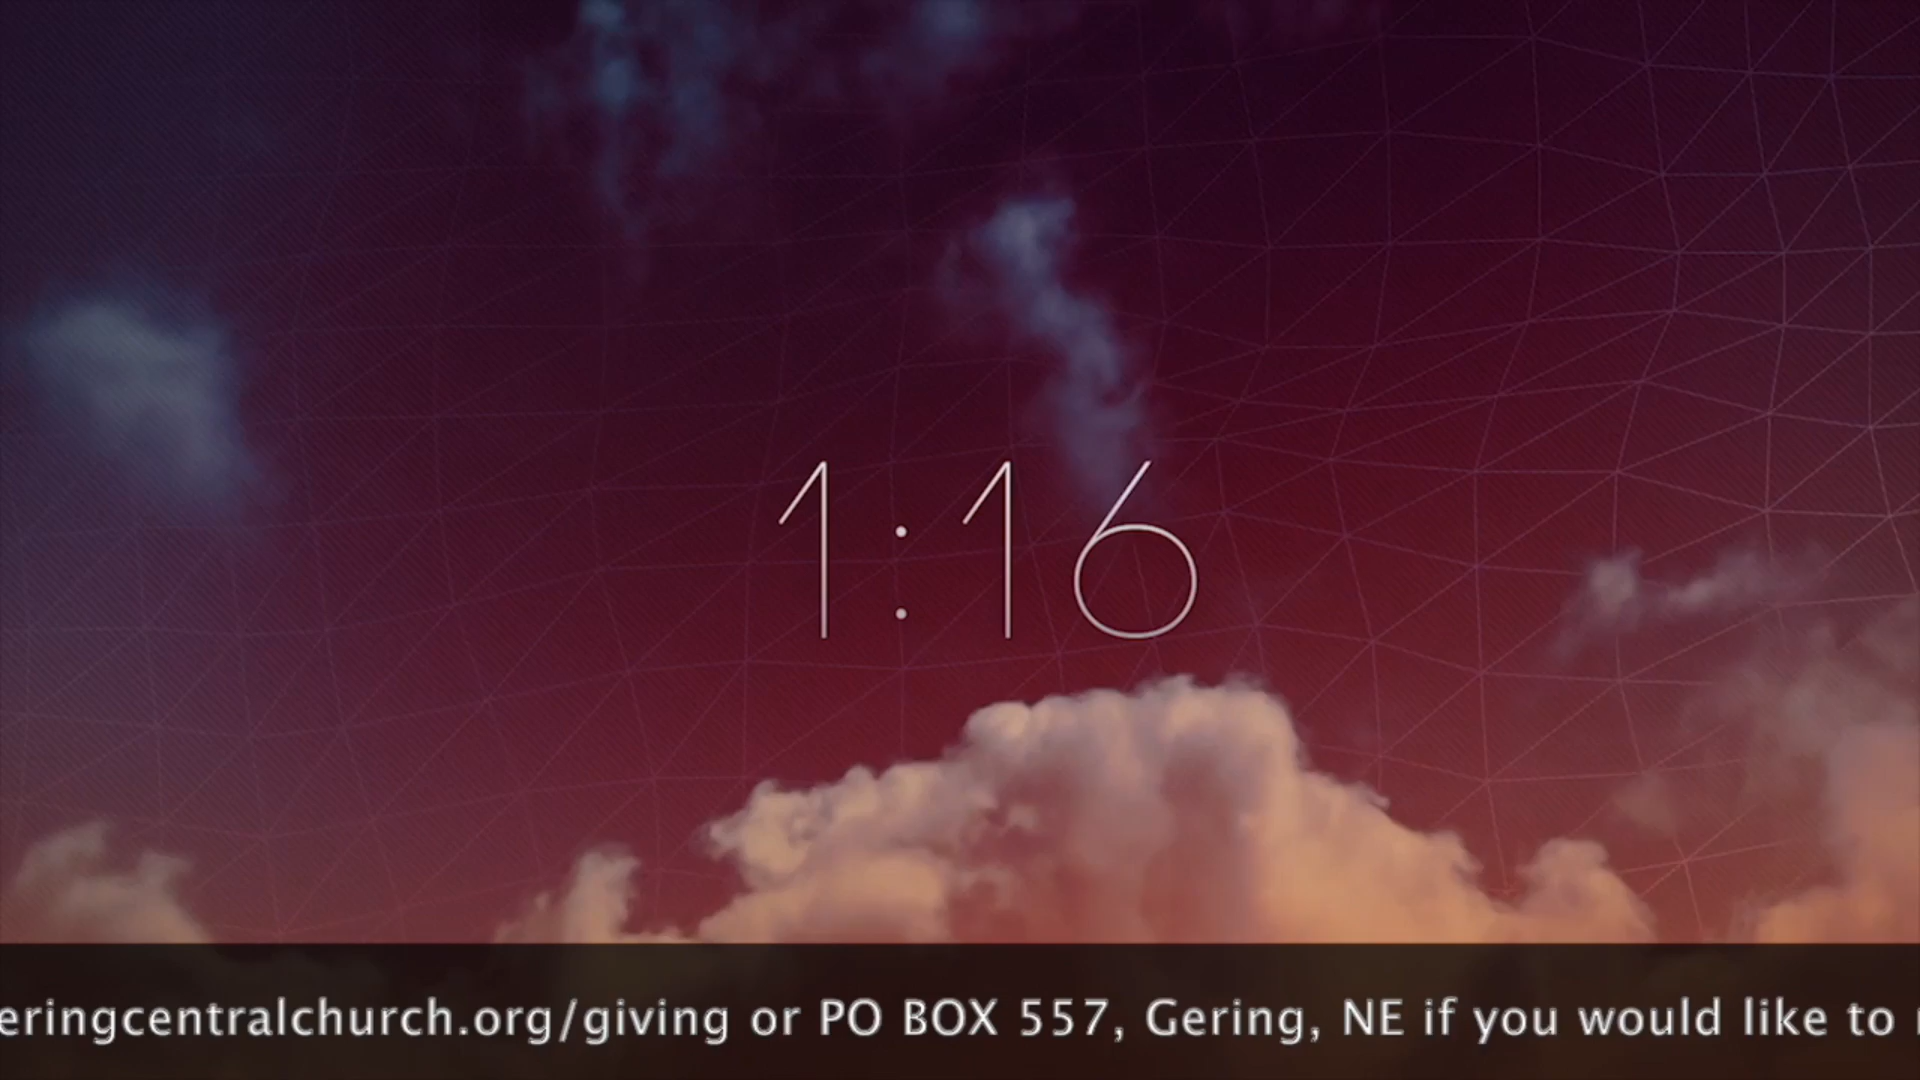 1:16
eringcentralchurch.org/giving or PO BOX 557, Gering, NE if you would like to